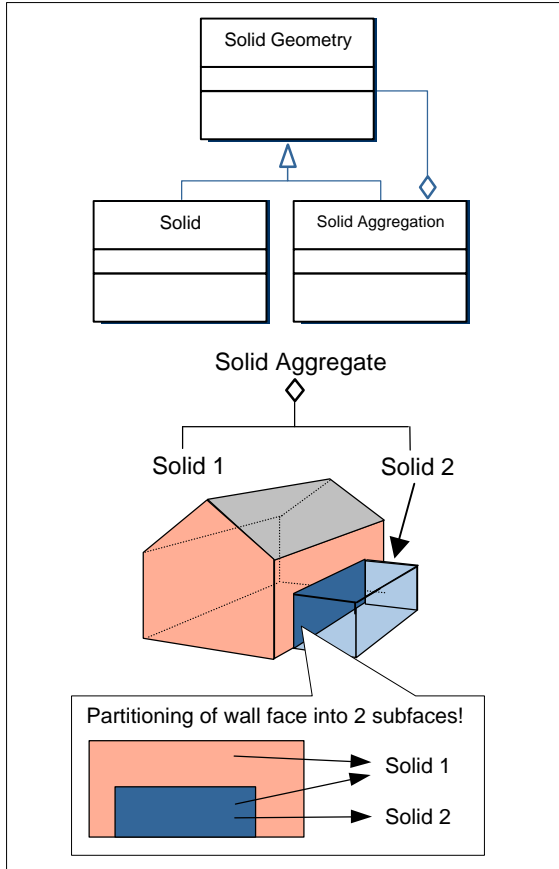 Solid Geometry
Solid
Solid Aggregation
Solid Aggregate
Solid 1
Solid 2
Partitioning of wall face into 2 subfaces!
Solid 1
Solid 2